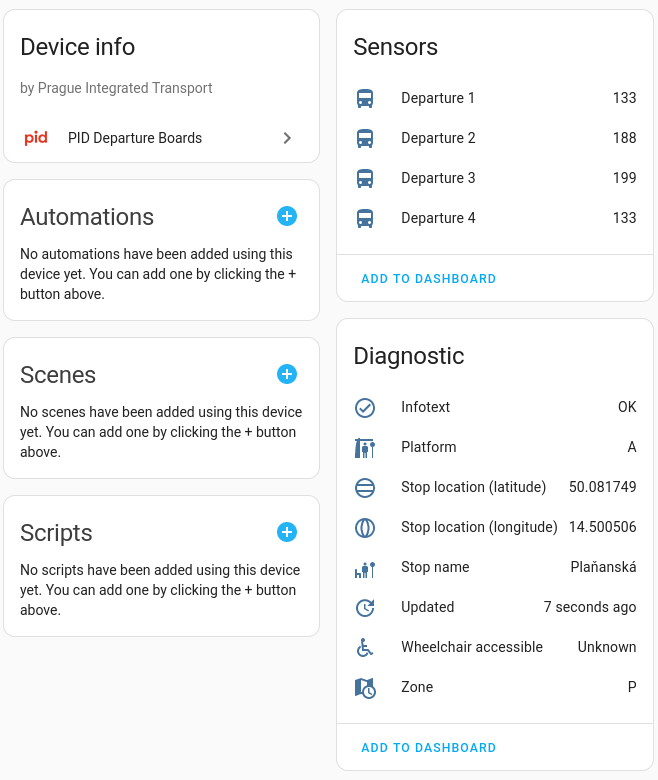 Device info
by Prague Integrated Transport
pid PID Departure Boards
Automations
No automations have been added using this
device yet. You can add one by clicking the +
button above.
Scenes
No scenes have been added using this device
yet. You can add one by clicking the + button
above.
Scripts
No scripts have been added using this device
yet. You can add one by clicking the + button
above.
Sensors
Departure 1 133
Departure 2 188
Departure 3 199
Departure 4 133
ADD TO DASHBOARD
Diagnostic
Infotext OK
Platform A
Stop location (latitude) 50.081749
Stop location (longitude) 14.500506
Stop name Plaňanská
Updated 7 seconds ago
Wheelchair accessible Unknown
Zone P
ADD TO DASHBOARD